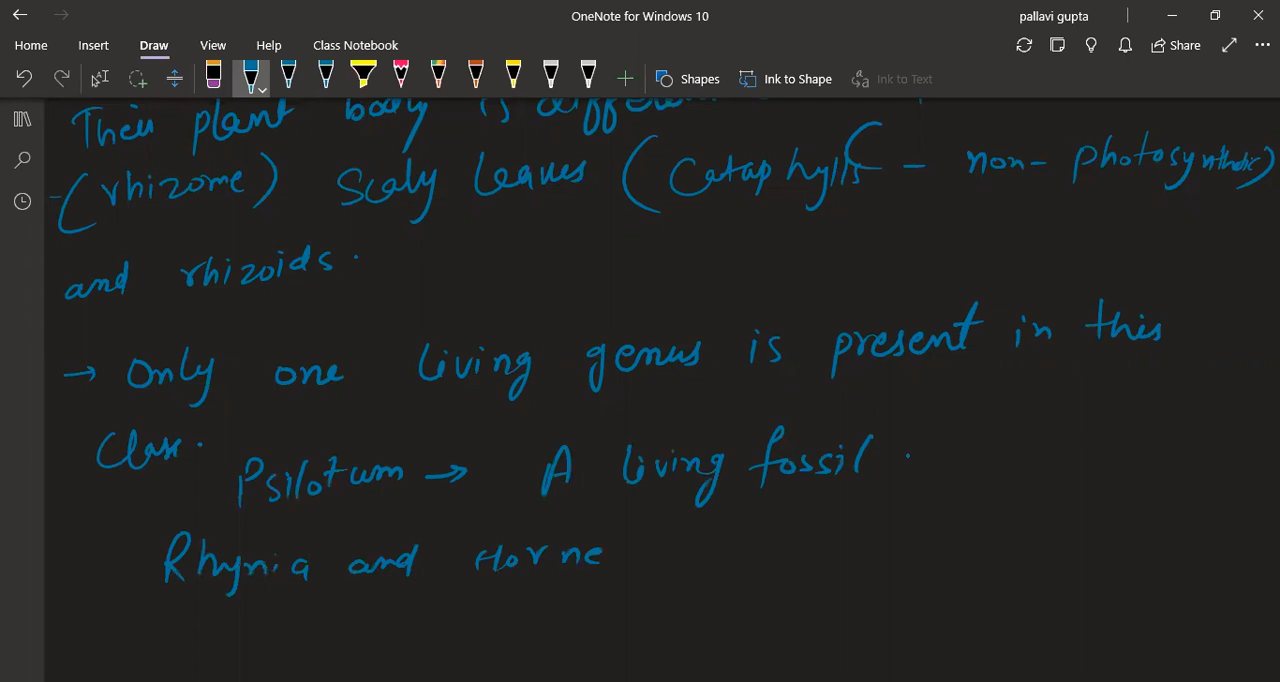 OneNote for Windows 10
pallavi gupta
Home Insert Draw View Help Class Notebook
Share
Shapes Ink to Shape Ink to Text
Their plant body is
(rhizome) Scaly leaves (Cataphylls - non-photosynthetic)
and rhizoids.
→ Only one living genus is present in this
Class.
Psilotum → A living fossil.
Rhynia and Horne